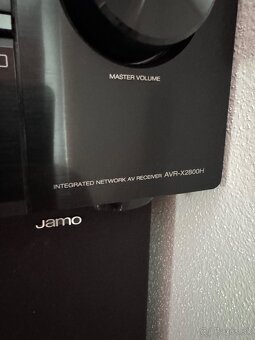 MASTER VOLUME
INTEGRATED NETWORK AV RECEIVER AVR-X2800H
Jamo